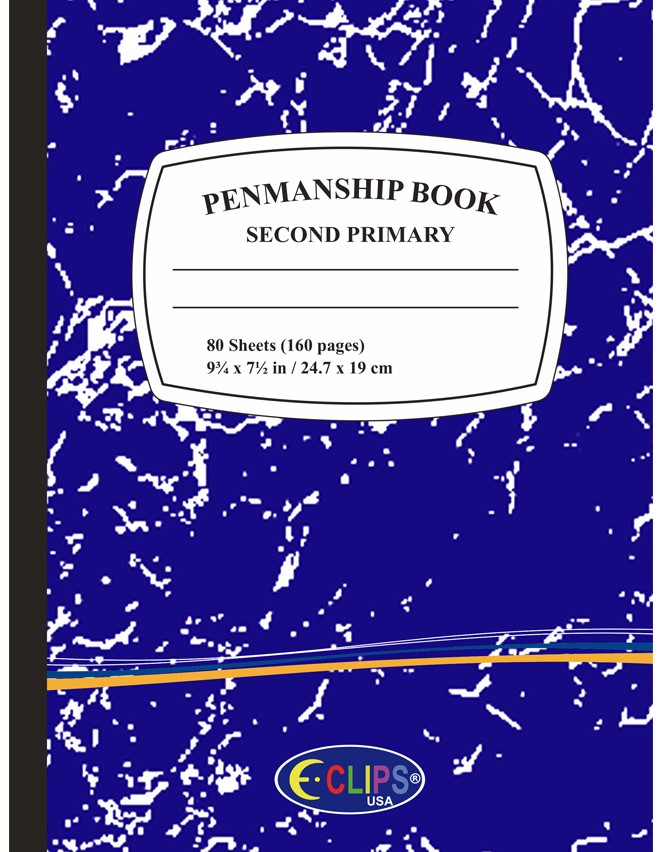 PENMANSHIP BOOK
SECOND PRIMARY
80 Sheets (160 pages)
9¾ x 7½ in / 24.7 x 19 cm
E·CLIPS®
USA